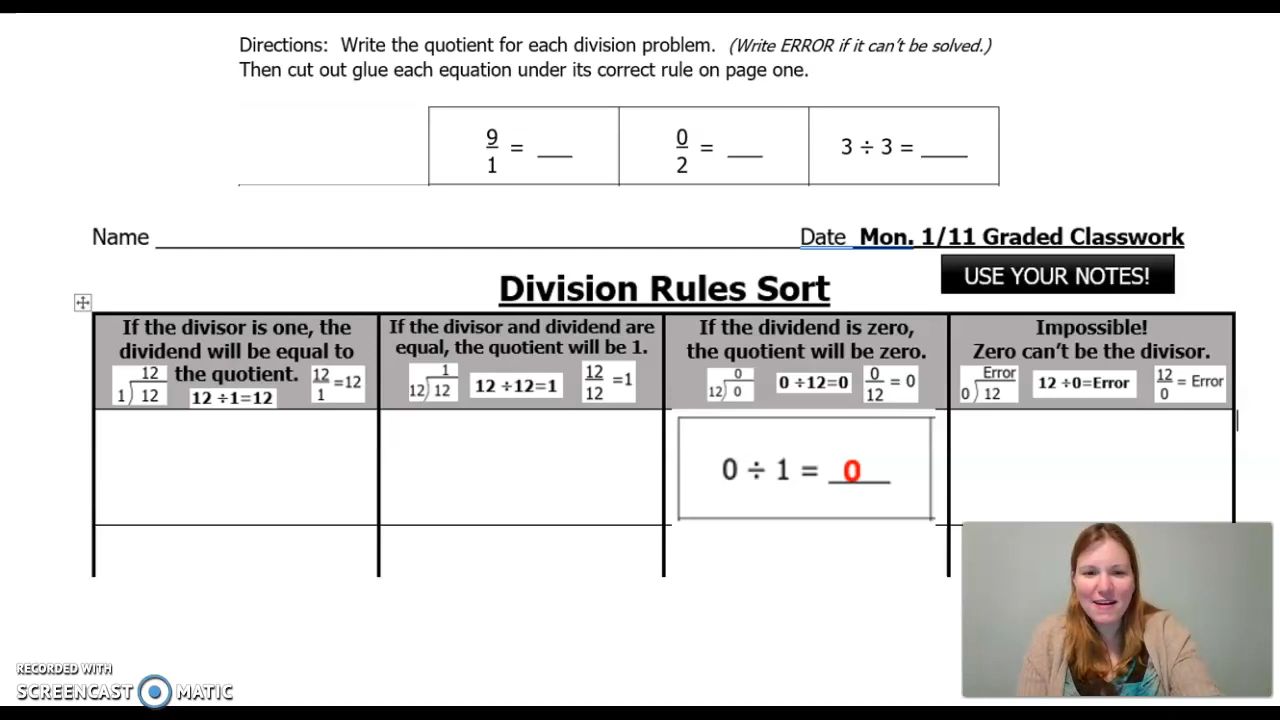 Directions: Write the quotient for each division problem. (Write ERROR if it can't be solved.)
Then cut out glue each equation under its correct rule on page one.
9/1 = ___
0/2 = ___
3 ÷ 3 = ____
Name
Date Mon. 1/11 Graded Classwork
USE YOUR NOTES!
Division Rules Sort
If the divisor is one, the
dividend will be equal to
the quotient.
12
1)12
12 ÷1=12
12/1 =12
If the divisor and dividend are
equal, the quotient will be 1.
1
12)12
12 ÷12=1
12/12 =1
If the dividend is zero,
the quotient will be zero.
0
12)0
0 ÷12=0
0/12 = 0
Impossible!
Zero can't be the divisor.
Error
0)12
12 ÷0=Error
12/0 = Error
0 ÷ 1 = 0
RECORDED WITH
SCREENCAST MATIC